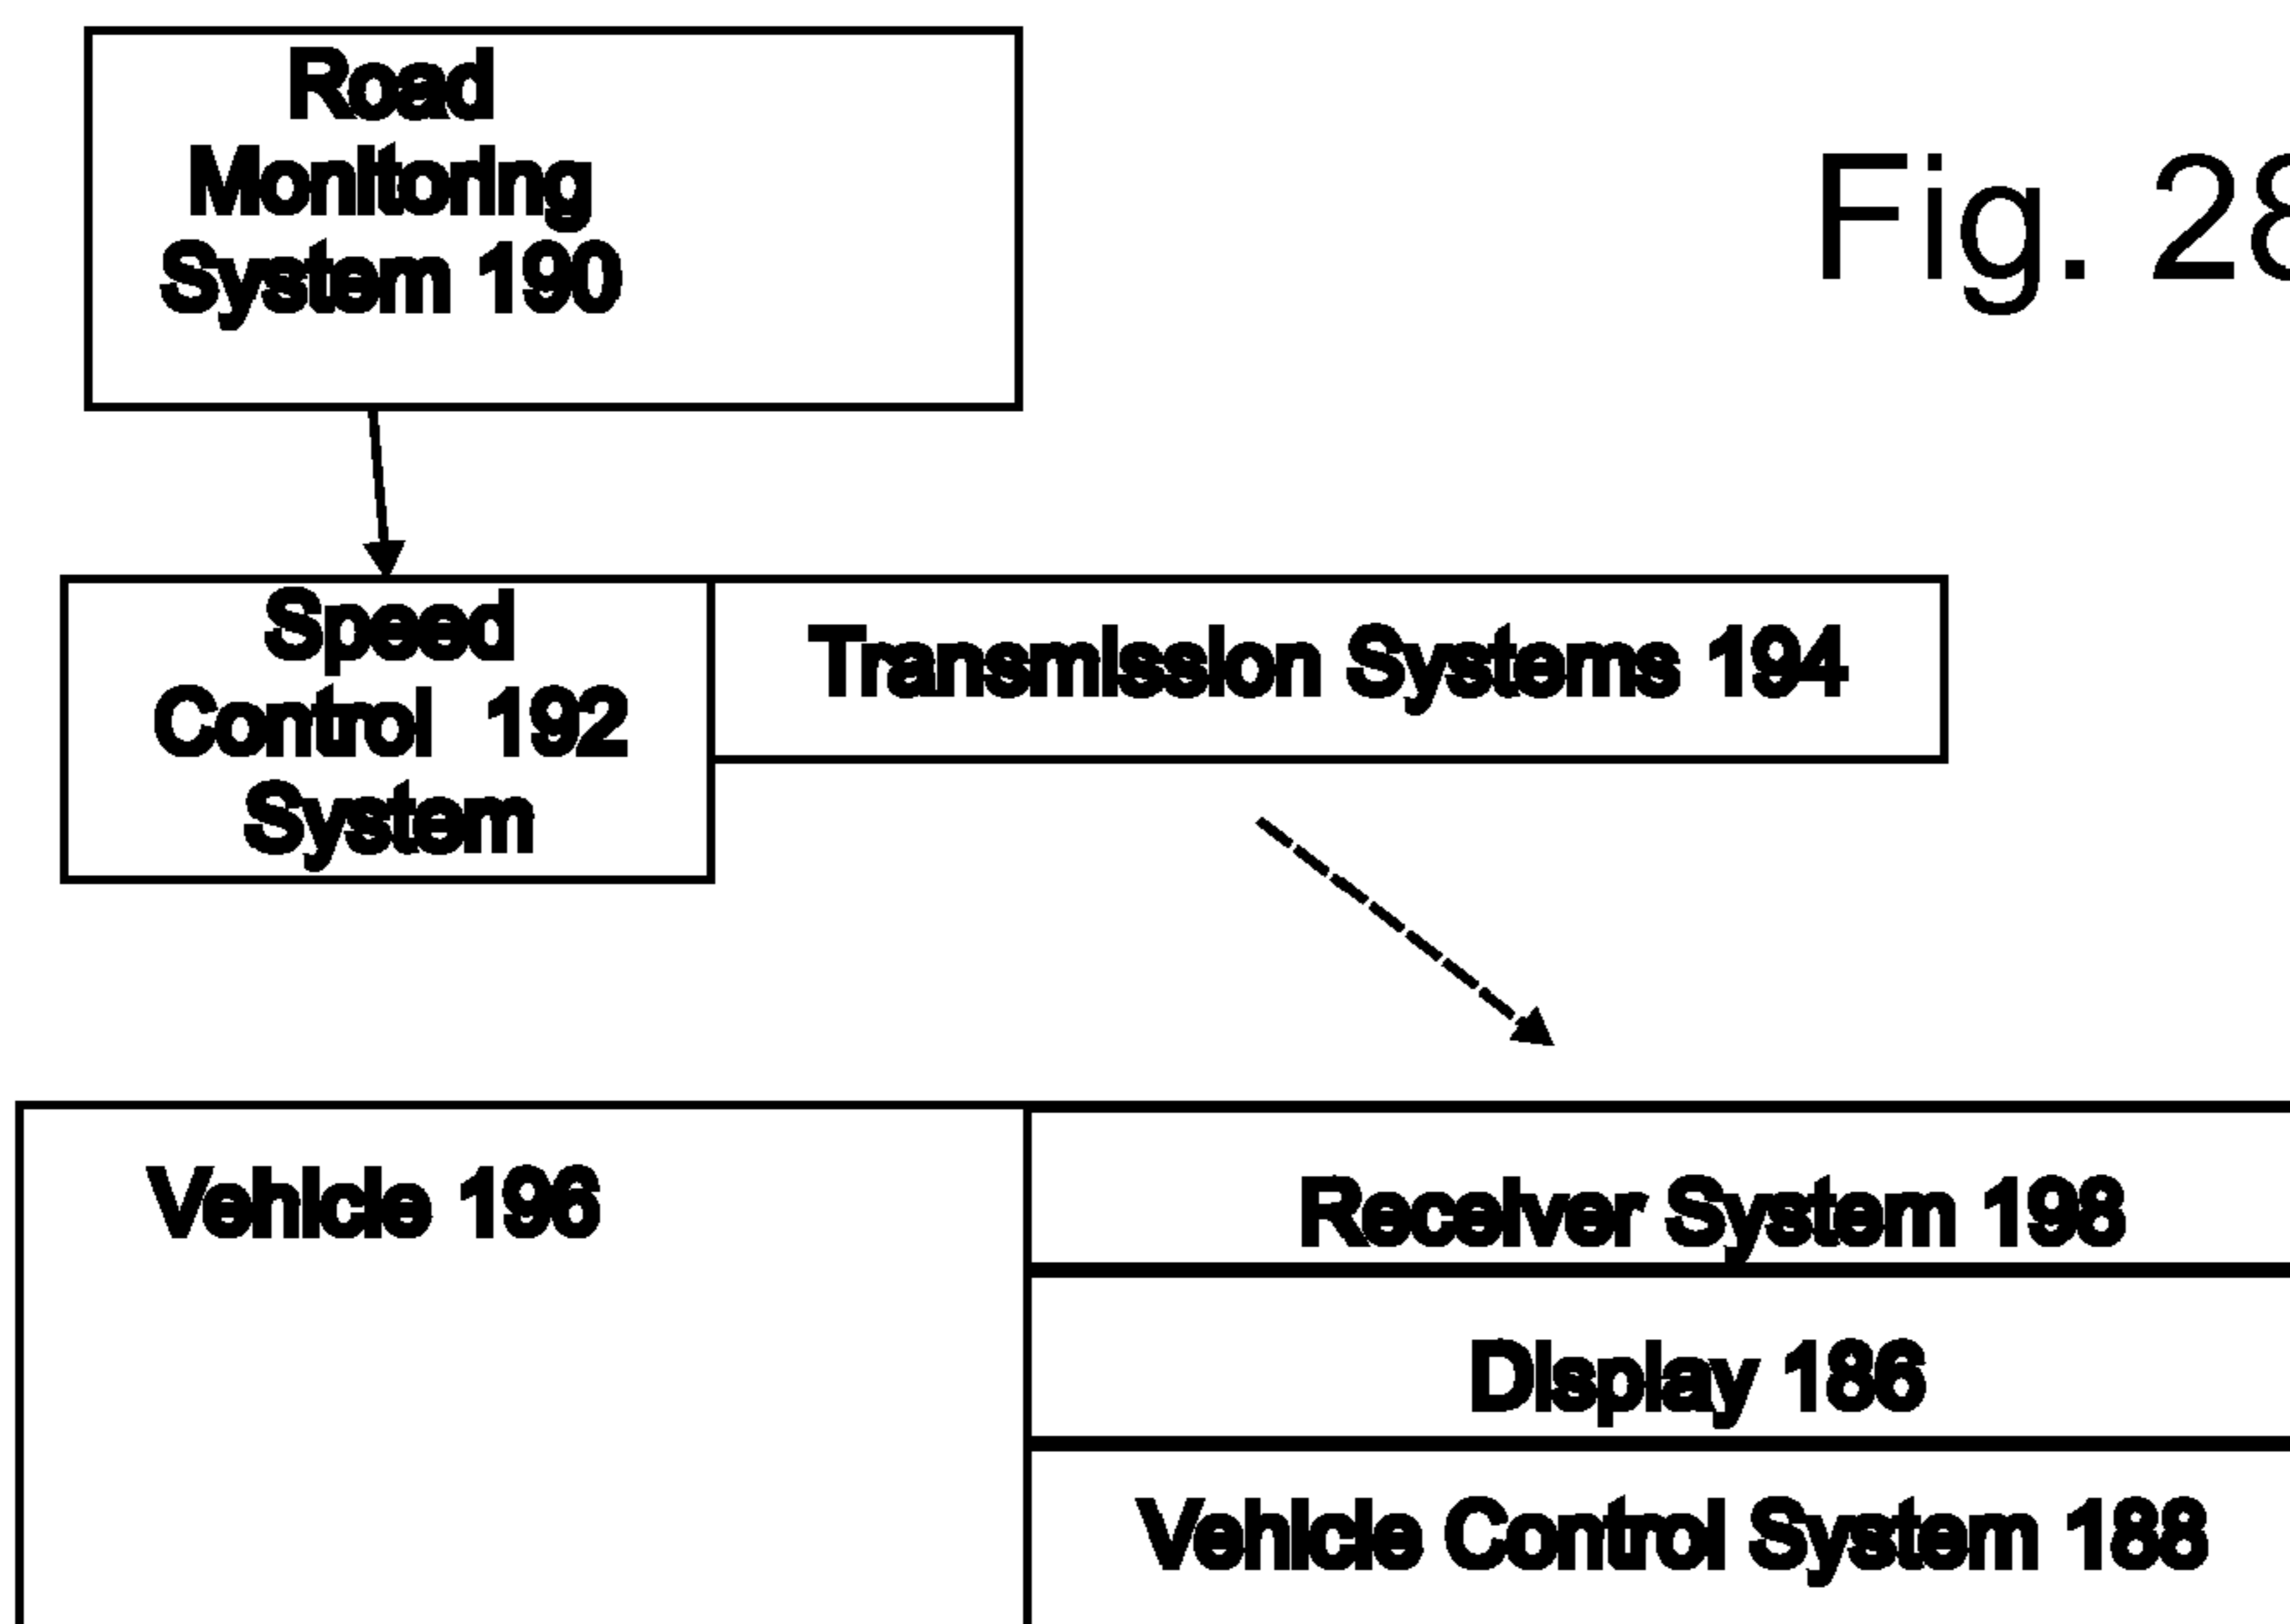 Road
Monitoring
System 190
Fig. 28
Speed
Control 192
System
Transmission Systems 194
Vehicle 196
Receiver System 198
Display 186
Vehicle Control System 188